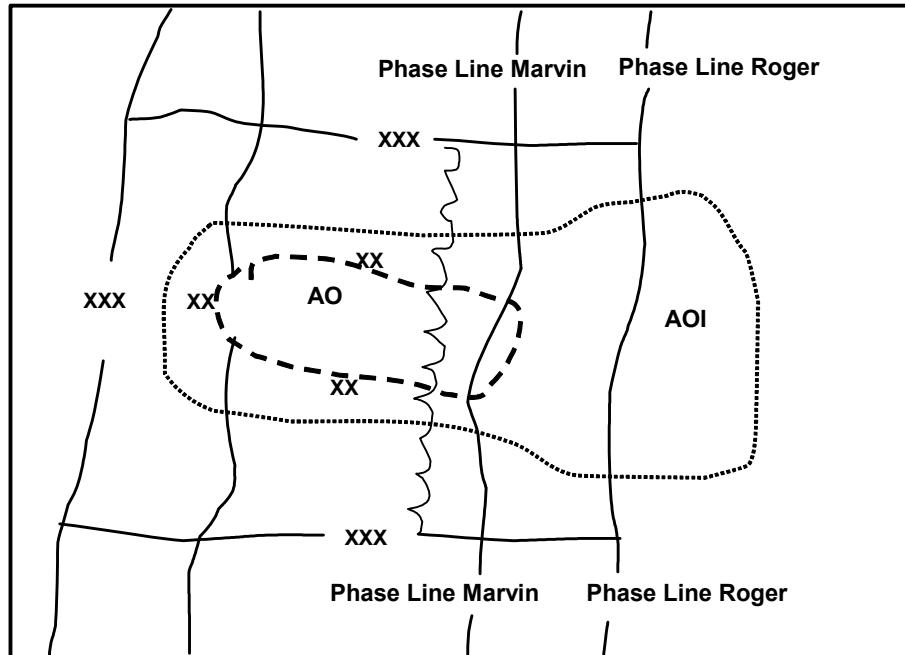 Phase Line Marvin Phase Line Roger
XXX
XX
AO
XXX
XX
AOI
XX
XXX
Phase Line Marvin Phase Line Roger